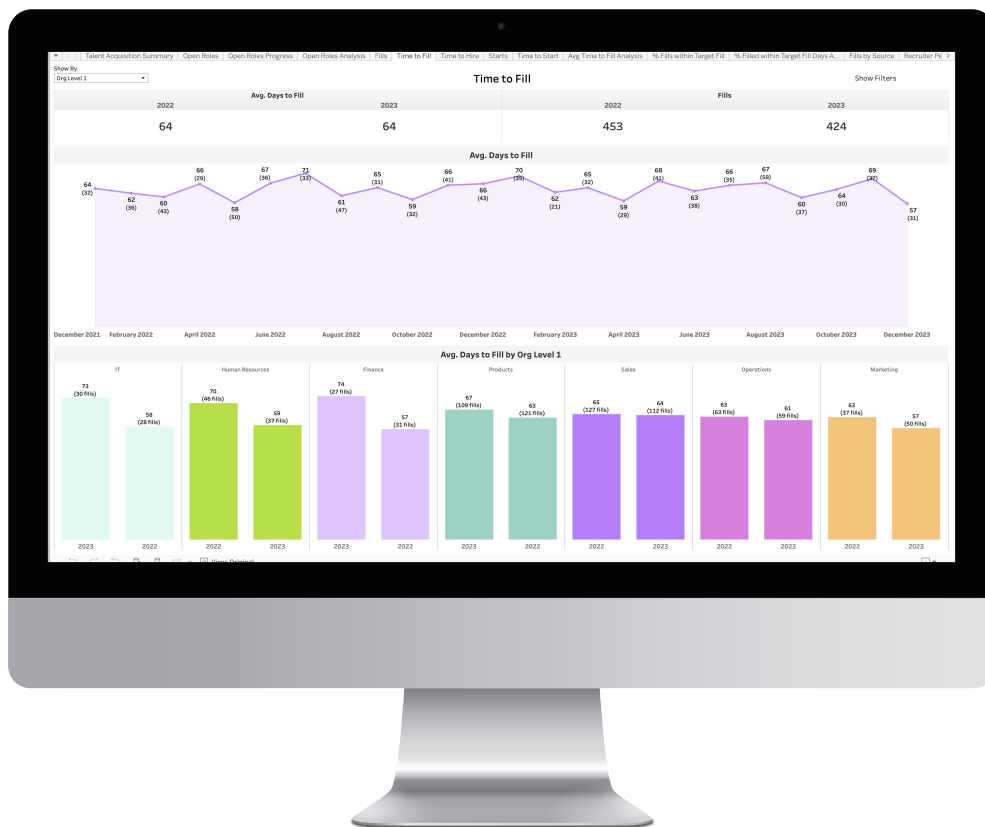 Talent Acquisition Summary Open Roles Open Roles Progress Open Roles Analysis Fills Time to Fill Time to Hire Starts Time to Start Avg Time to Fill Analysis % Fills within Target Fill % Filled within Target Fill Days A... Fills by Source Recruiter Pe
Show By
Org Level 1
Time to Fill
Show Filters
Avg. Days to Fill Fills
2022 2023 2022 2023
64 64 453 424
Avg. Days to Fill
64 (32)
62 (36)
60 (43)
66 (29)
58 (50)
67 (36)
71 (33)
61 (47)
65 (31)
59 (32)
66 (41)
66 (43)
70 (35)
62 (21)
65 (32)
59 (29)
68 (41)
63 (38)
66 (35)
67 (58)
60 (37)
64 (30)
69 (37)
57 (31)
December 2021 February 2022 April 2022 June 2022 August 2022 October 2022 December 2022 February 2023 April 2023 June 2023 August 2023 October 2023 December 2023
Avg. Days to Fill by Org Level 1
IT Human Resources Finance Products Sales Operations Marketing
73 (30 fills)
58 (28 fills)
70 (46 fills)
59 (37 fills)
74 (27 fills)
57 (31 fills)
67 (109 fills)
63 (121 fills)
65 (127 fills)
64 (112 fills)
63 (63 fills)
61 (59 fills)
63 (37 fills)
57 (50 fills)
2023 2022 2022 2023 2023 2022 2023 2022 2022 2023 2022 2023 2022 2023
View: Original